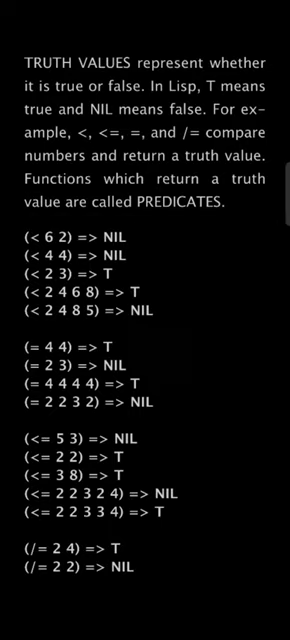 TRUTH VALUES represent whether
it is true or false. In Lisp, T means
true and NIL means false. For ex-
ample, <, <=, =, and /= compare
numbers and return a truth value.
Functions which return a truth
value are called PREDICATES.
(< 6 2) => NIL
(< 4 4) => NIL
(< 2 3) => T
(< 2 4 6 8) => T
(< 2 4 8 5) => NIL
(= 4 4) => T
(= 2 3) => NIL
(= 4 4 4 4) => T
(= 2 2 3 2) => NIL
(<= 5 3) => NIL
(<= 2 2) => T
(<= 3 8) => T
(<= 2 2 3 2 4) => NIL
(<= 2 2 3 3 4) => T
(/= 2 4) => T
(/= 2 2) => NIL